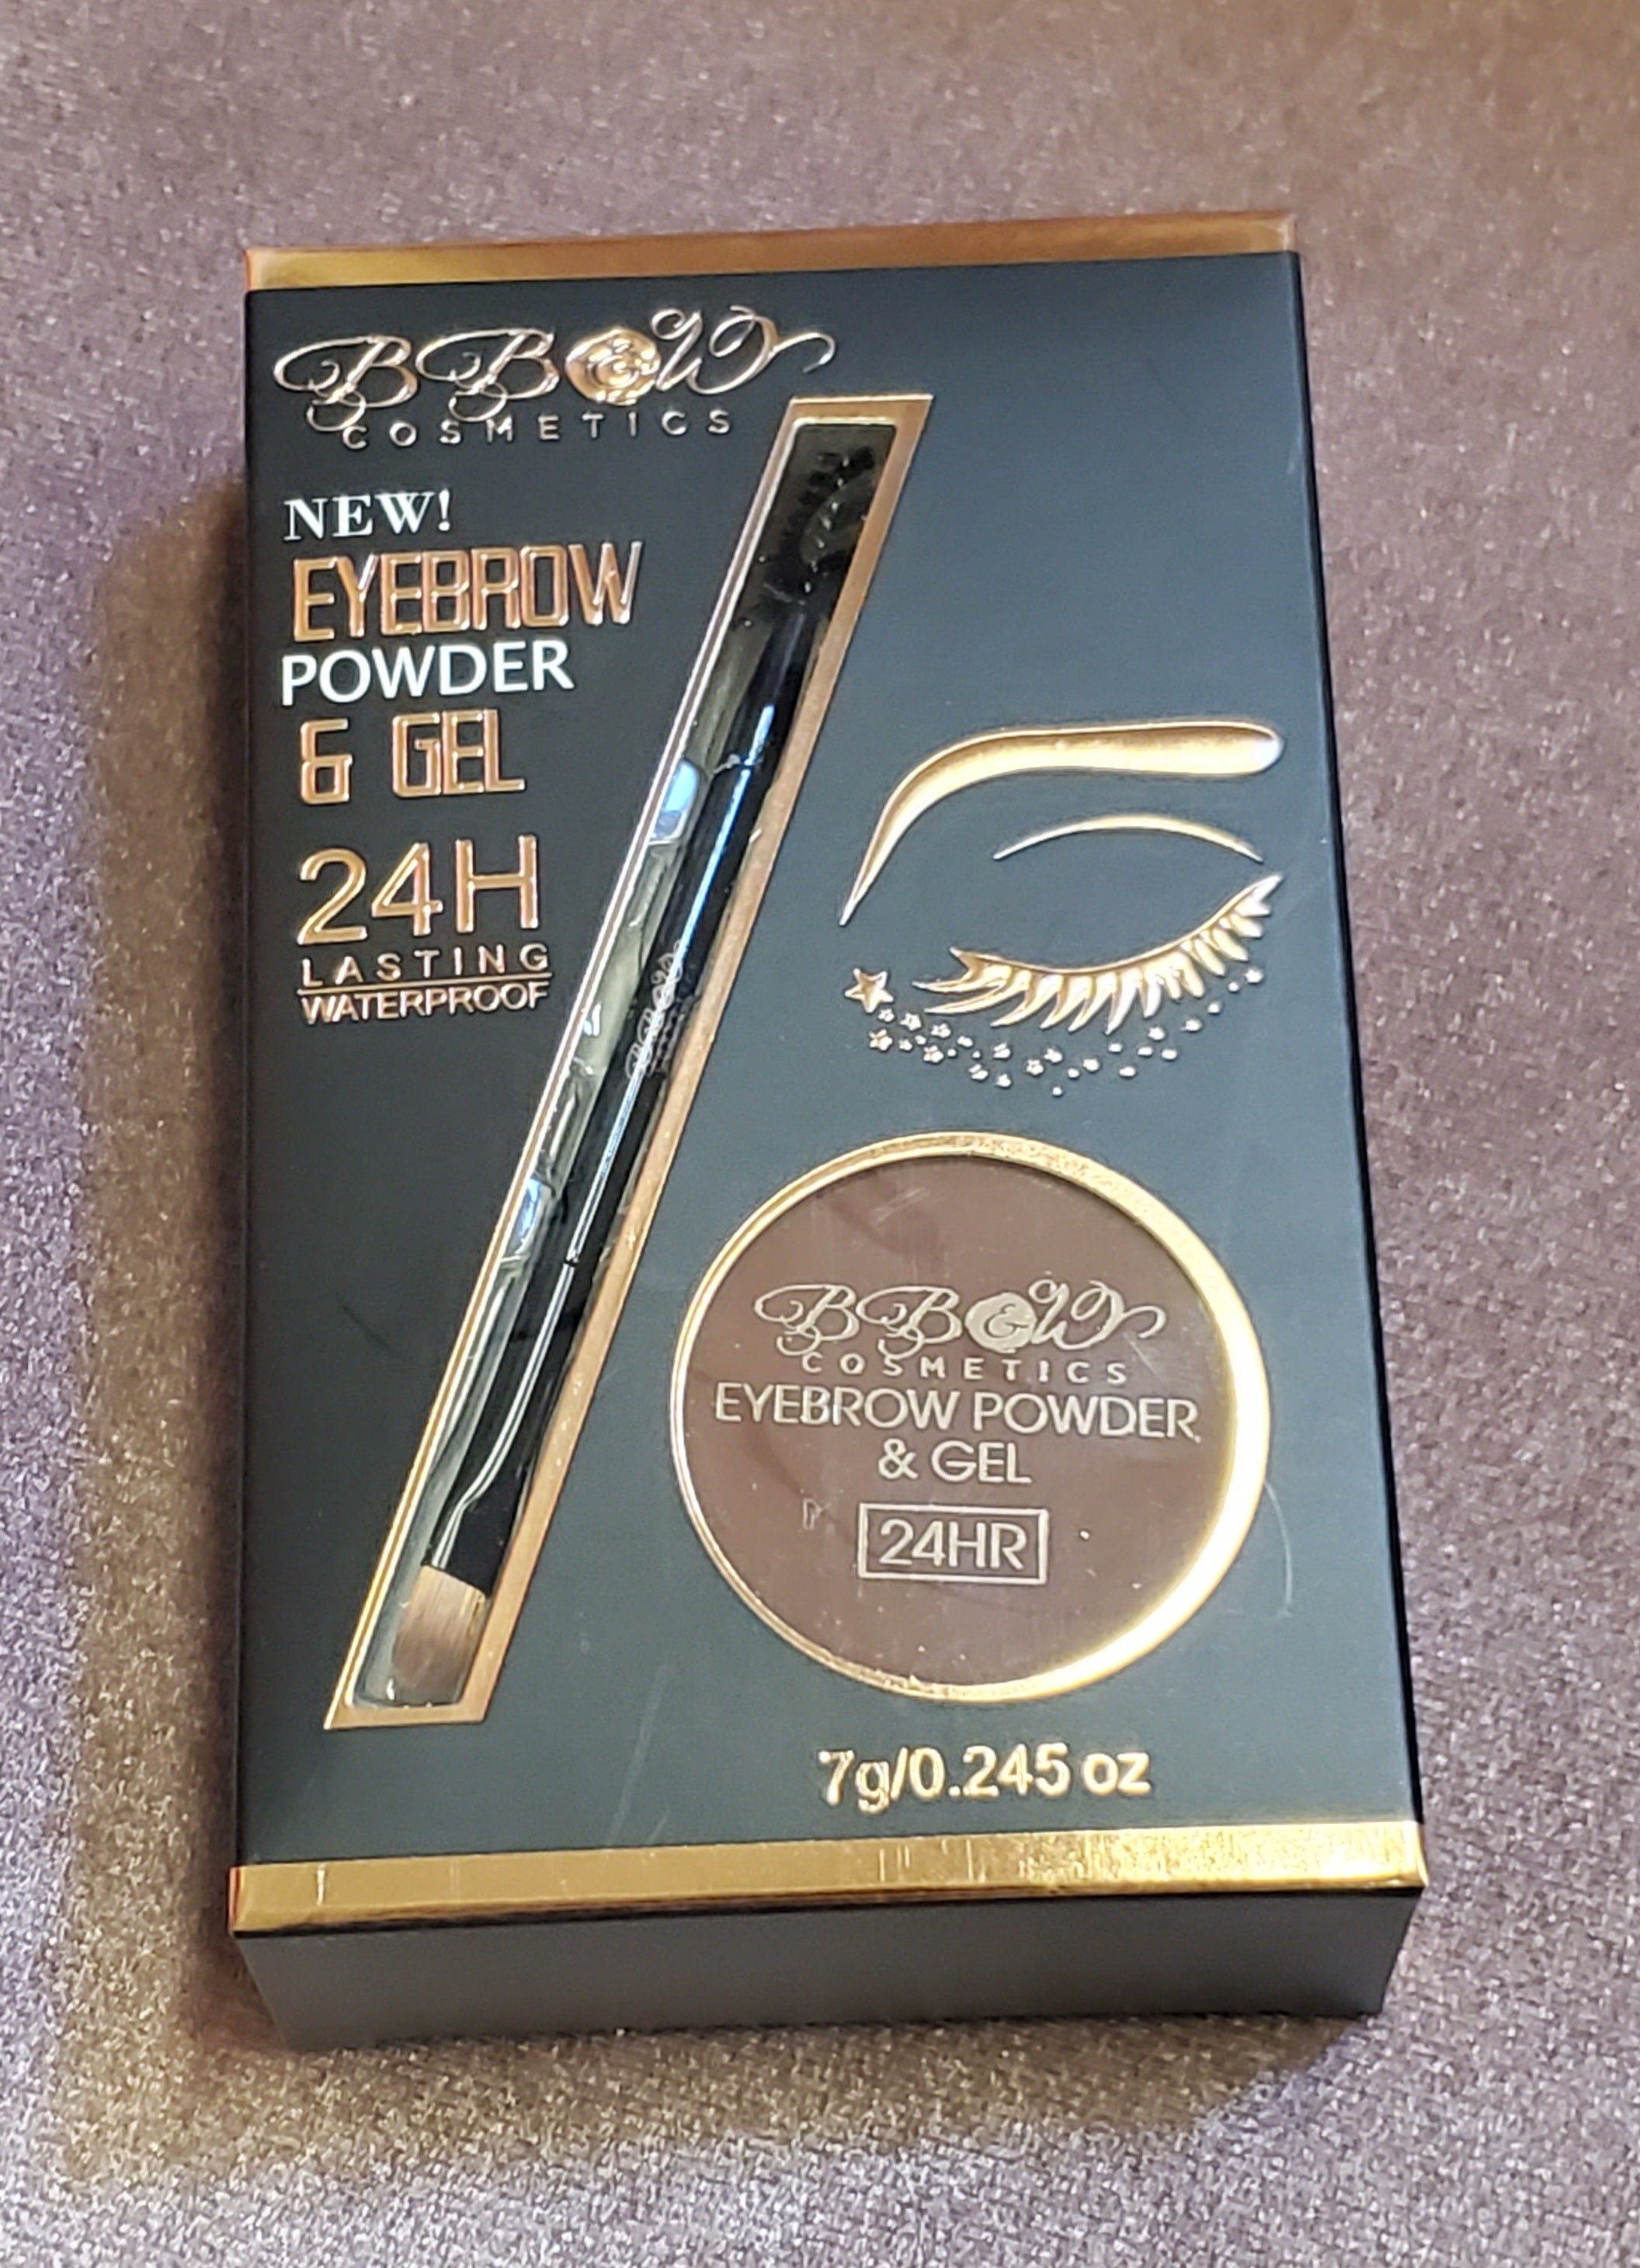 BB&W
COSMETICS
NEW!
EYEBROW
POWDER
& GEL
24H
LASTING
WATERPROOF
BB&W
BB&W
COSMETICS
EYEBROW POWDER
& GEL
24HR
7g/0.245 oz